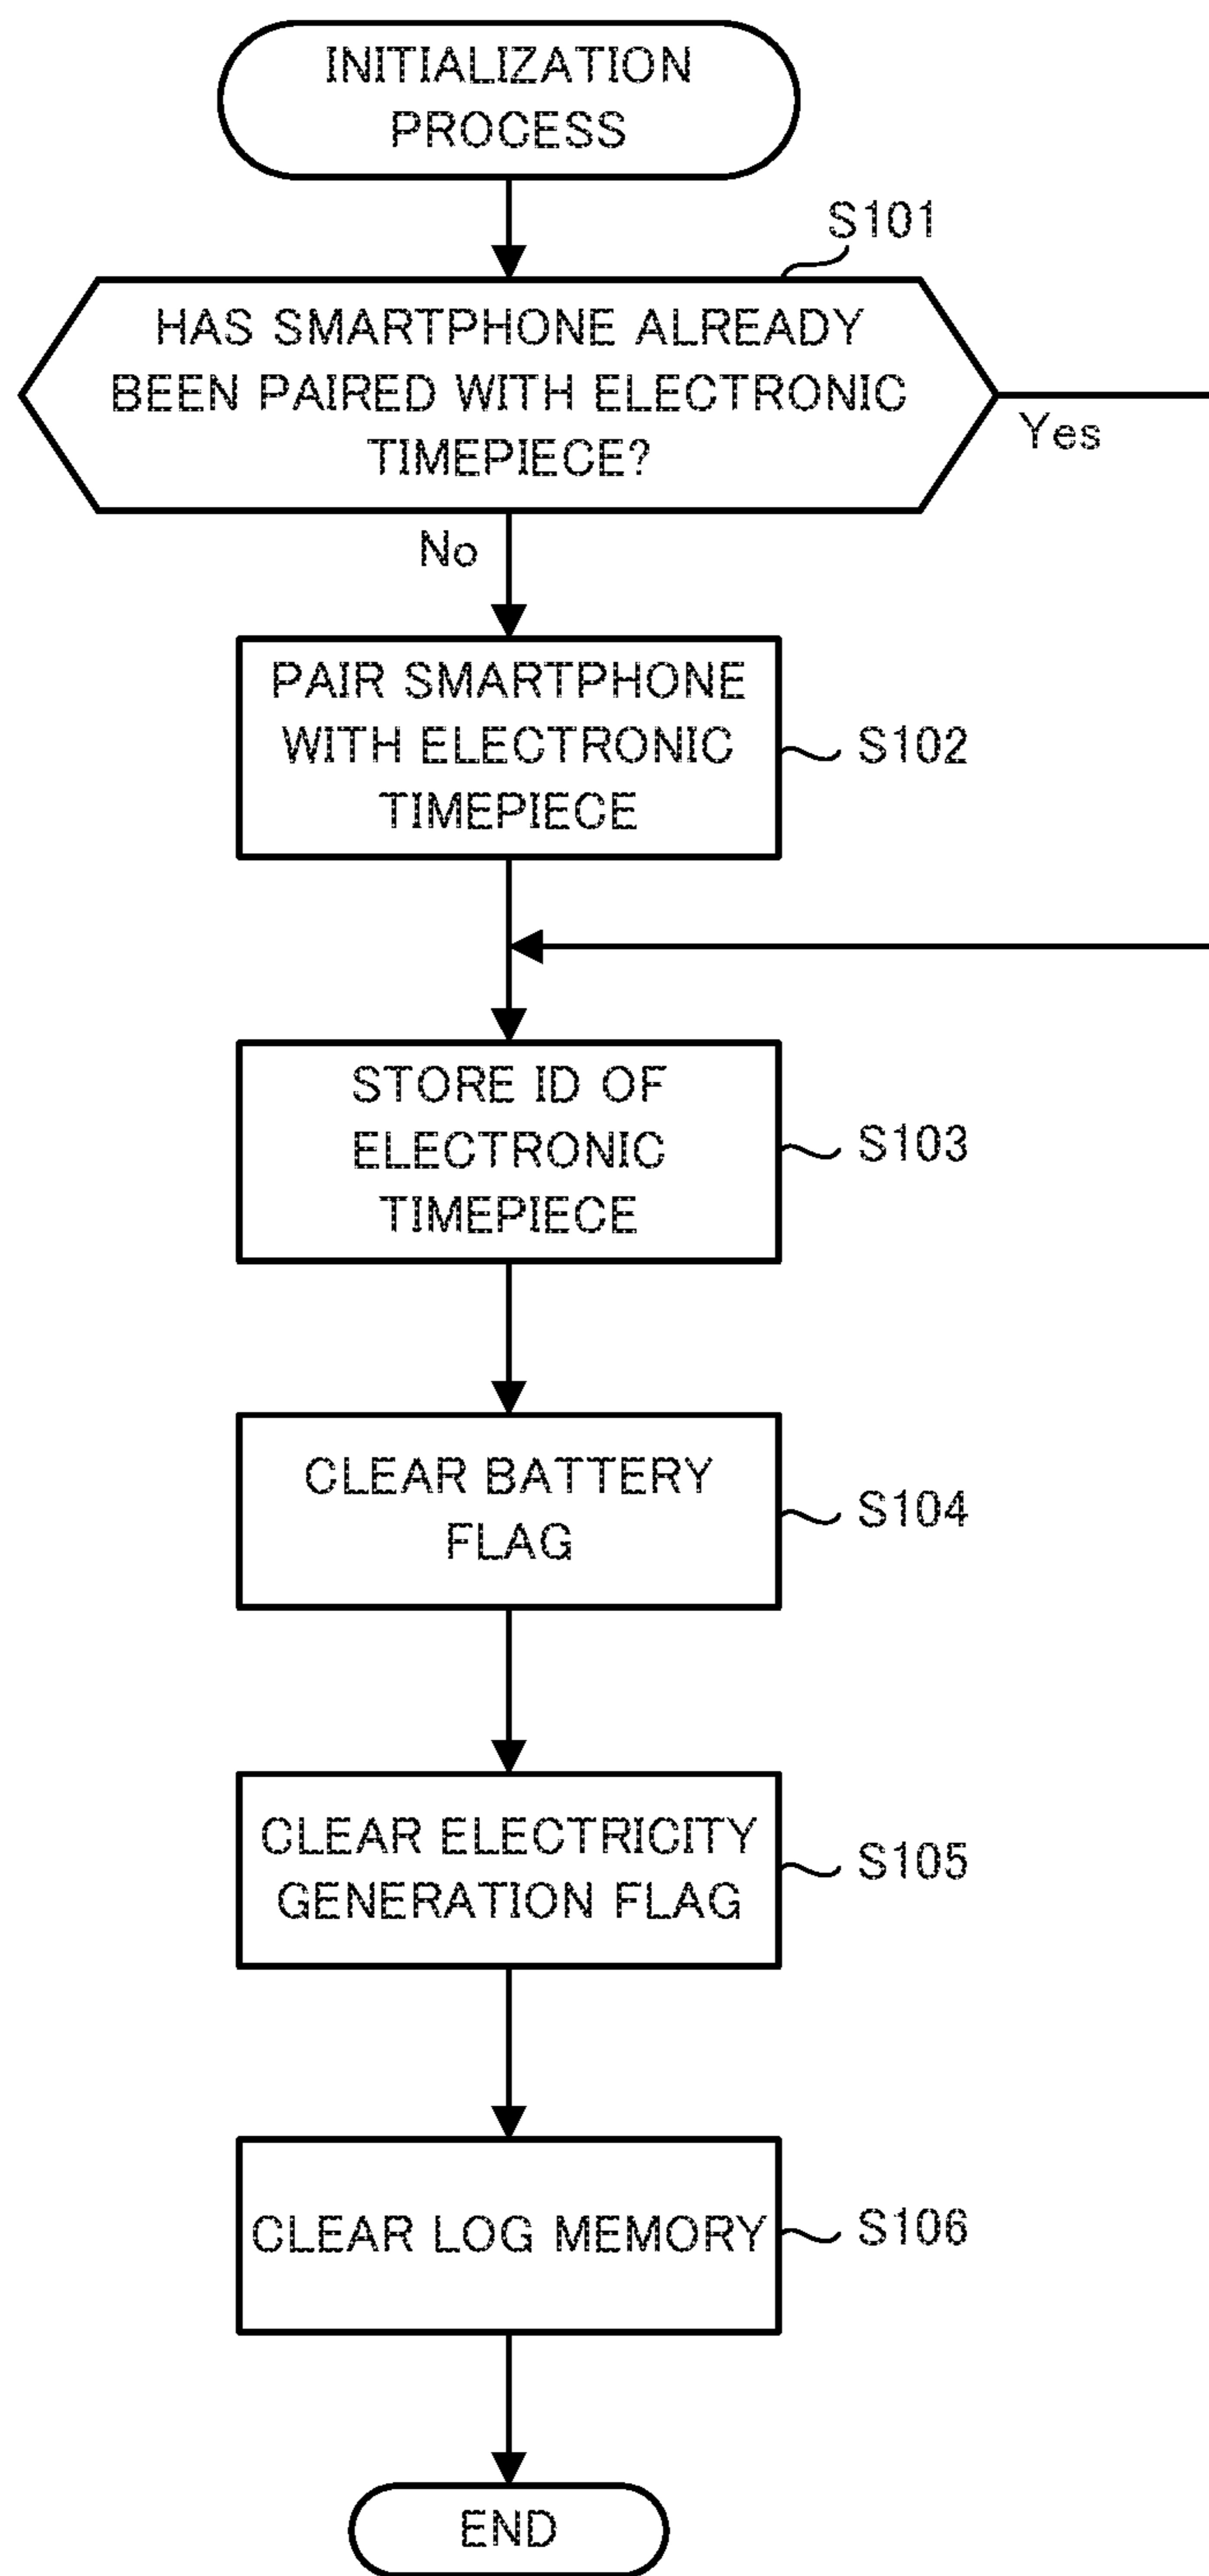 INITIALIZATION
PROCESS
S101
HAS SMARTPHONE ALREADY
BEEN PAIRED WITH ELECTRONIC
TIMEPIECE?
Yes
No
PAIR SMARTPHONE
WITH ELECTRONIC
TIMEPIECE
S102
STORE ID OF
ELECTRONIC
TIMEPIECE
S103
CLEAR BATTERY
FLAG
S104
CLEAR ELECTRICITY
GENERATION FLAG
S105
CLEAR LOG MEMORY
S106
END